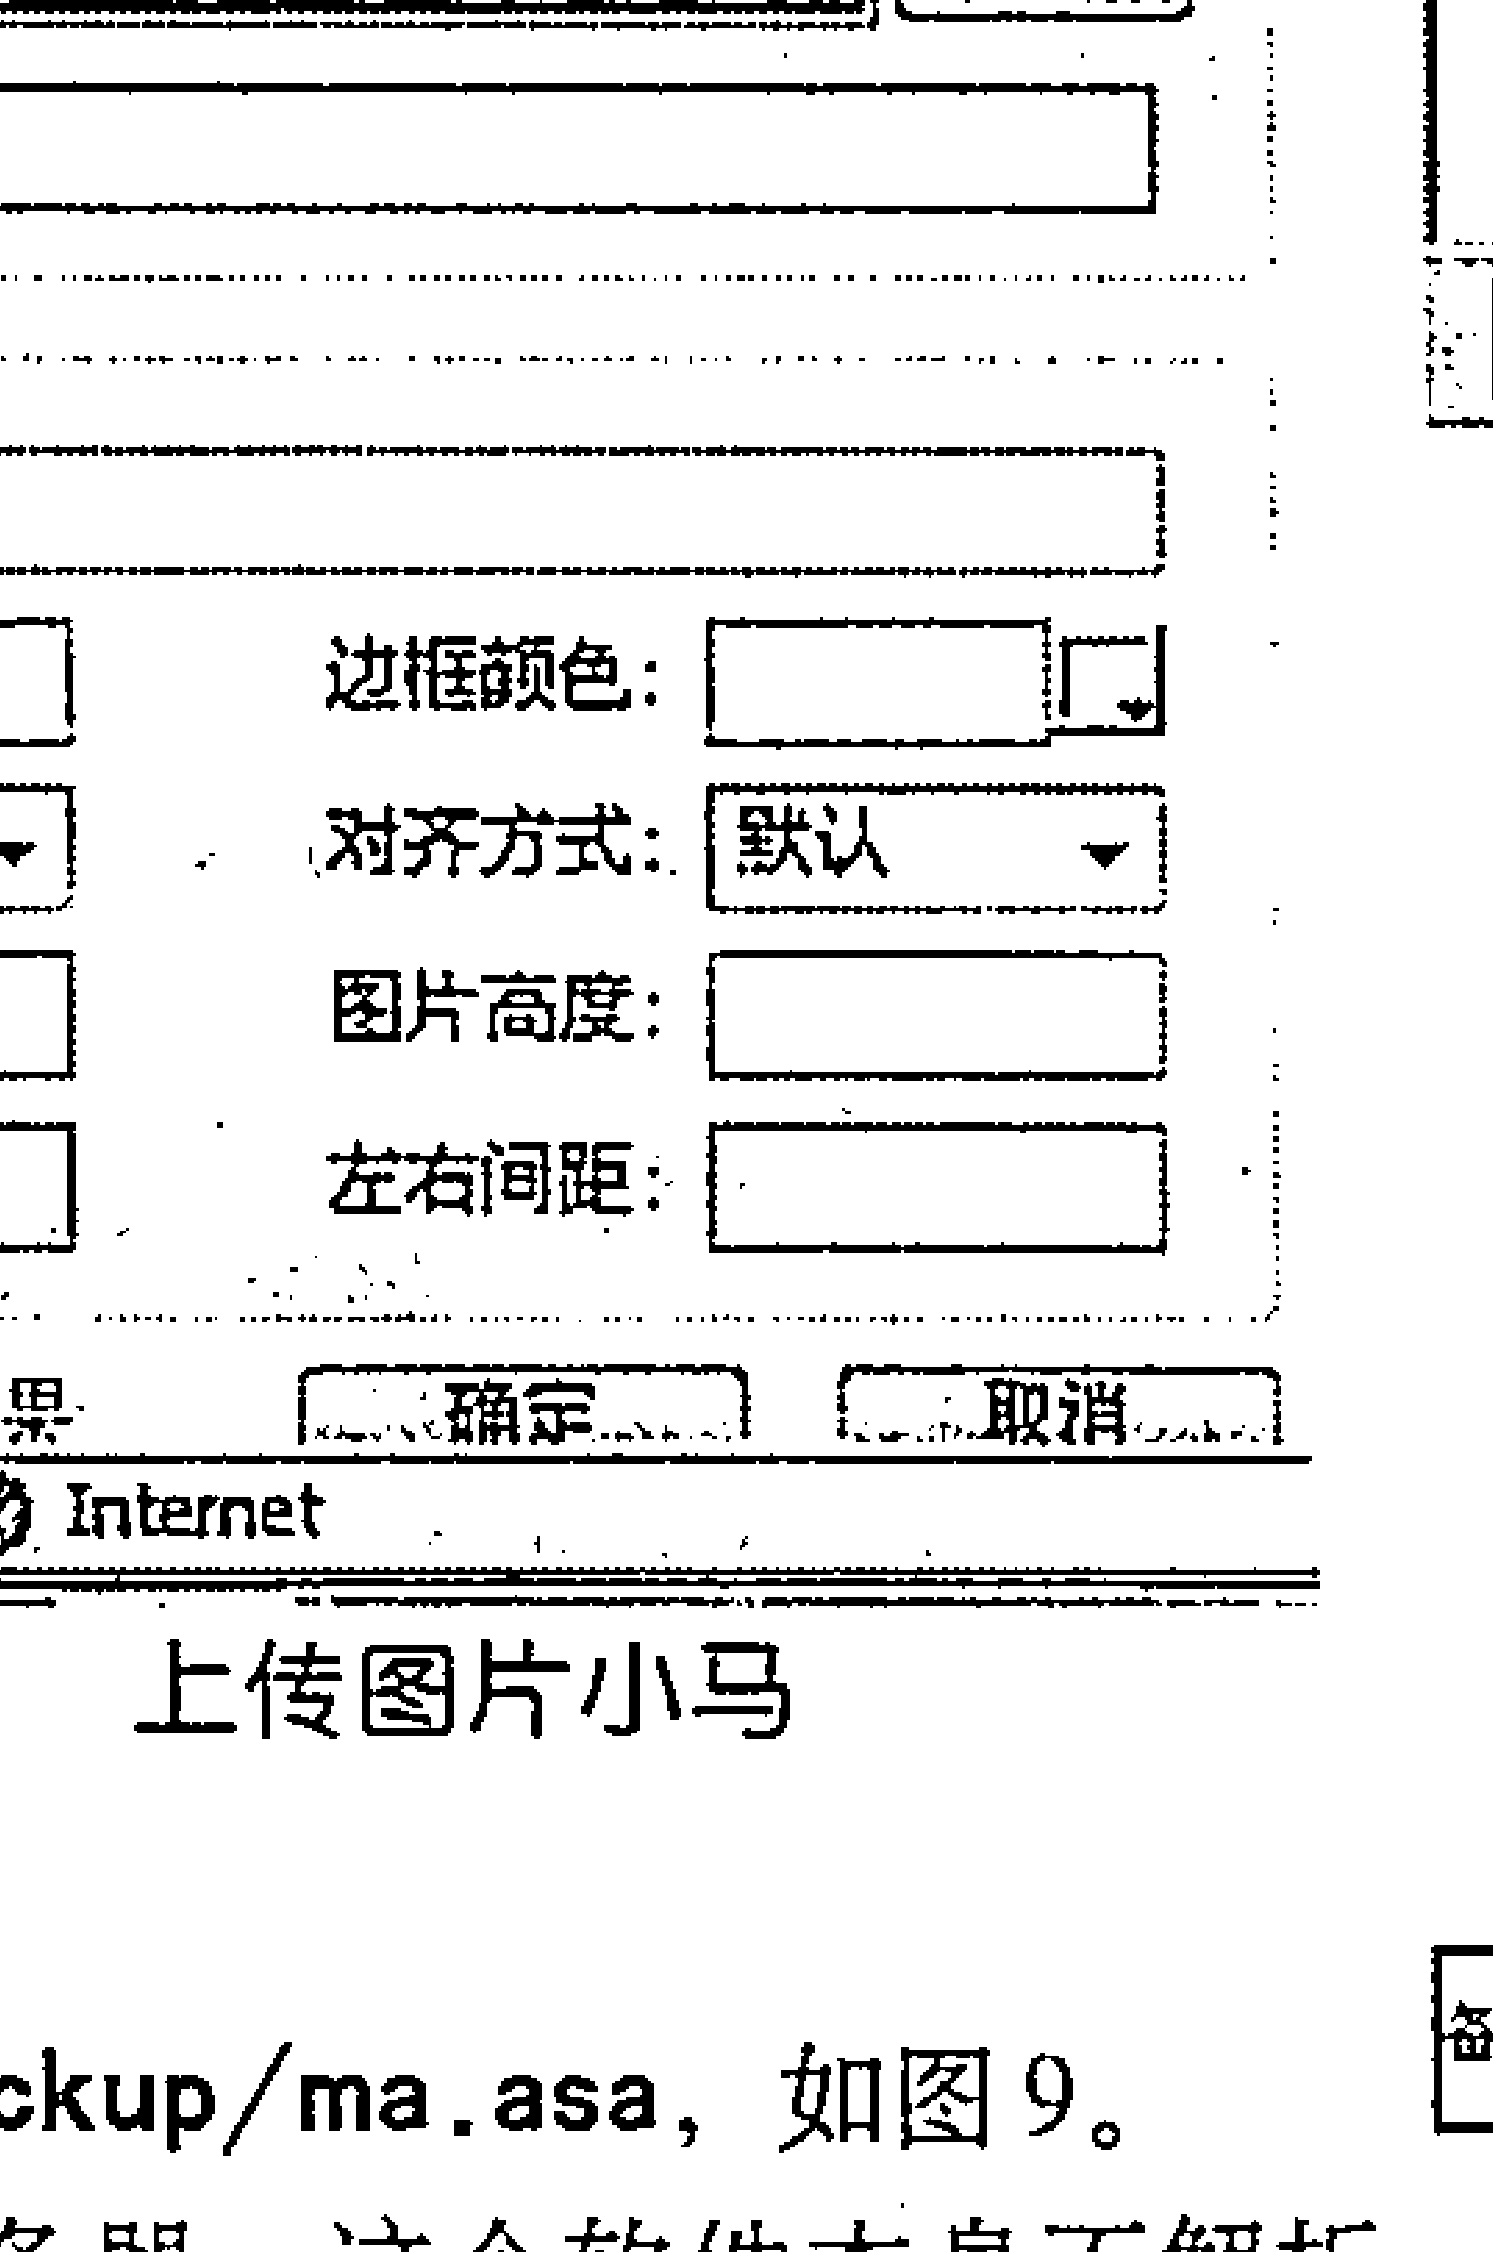 边框颜色：
对齐方式： 默认
图片高度：
左右间距：
果 确定 取消
Internet
上传图片小马
ckup/ma.asa，如图9。